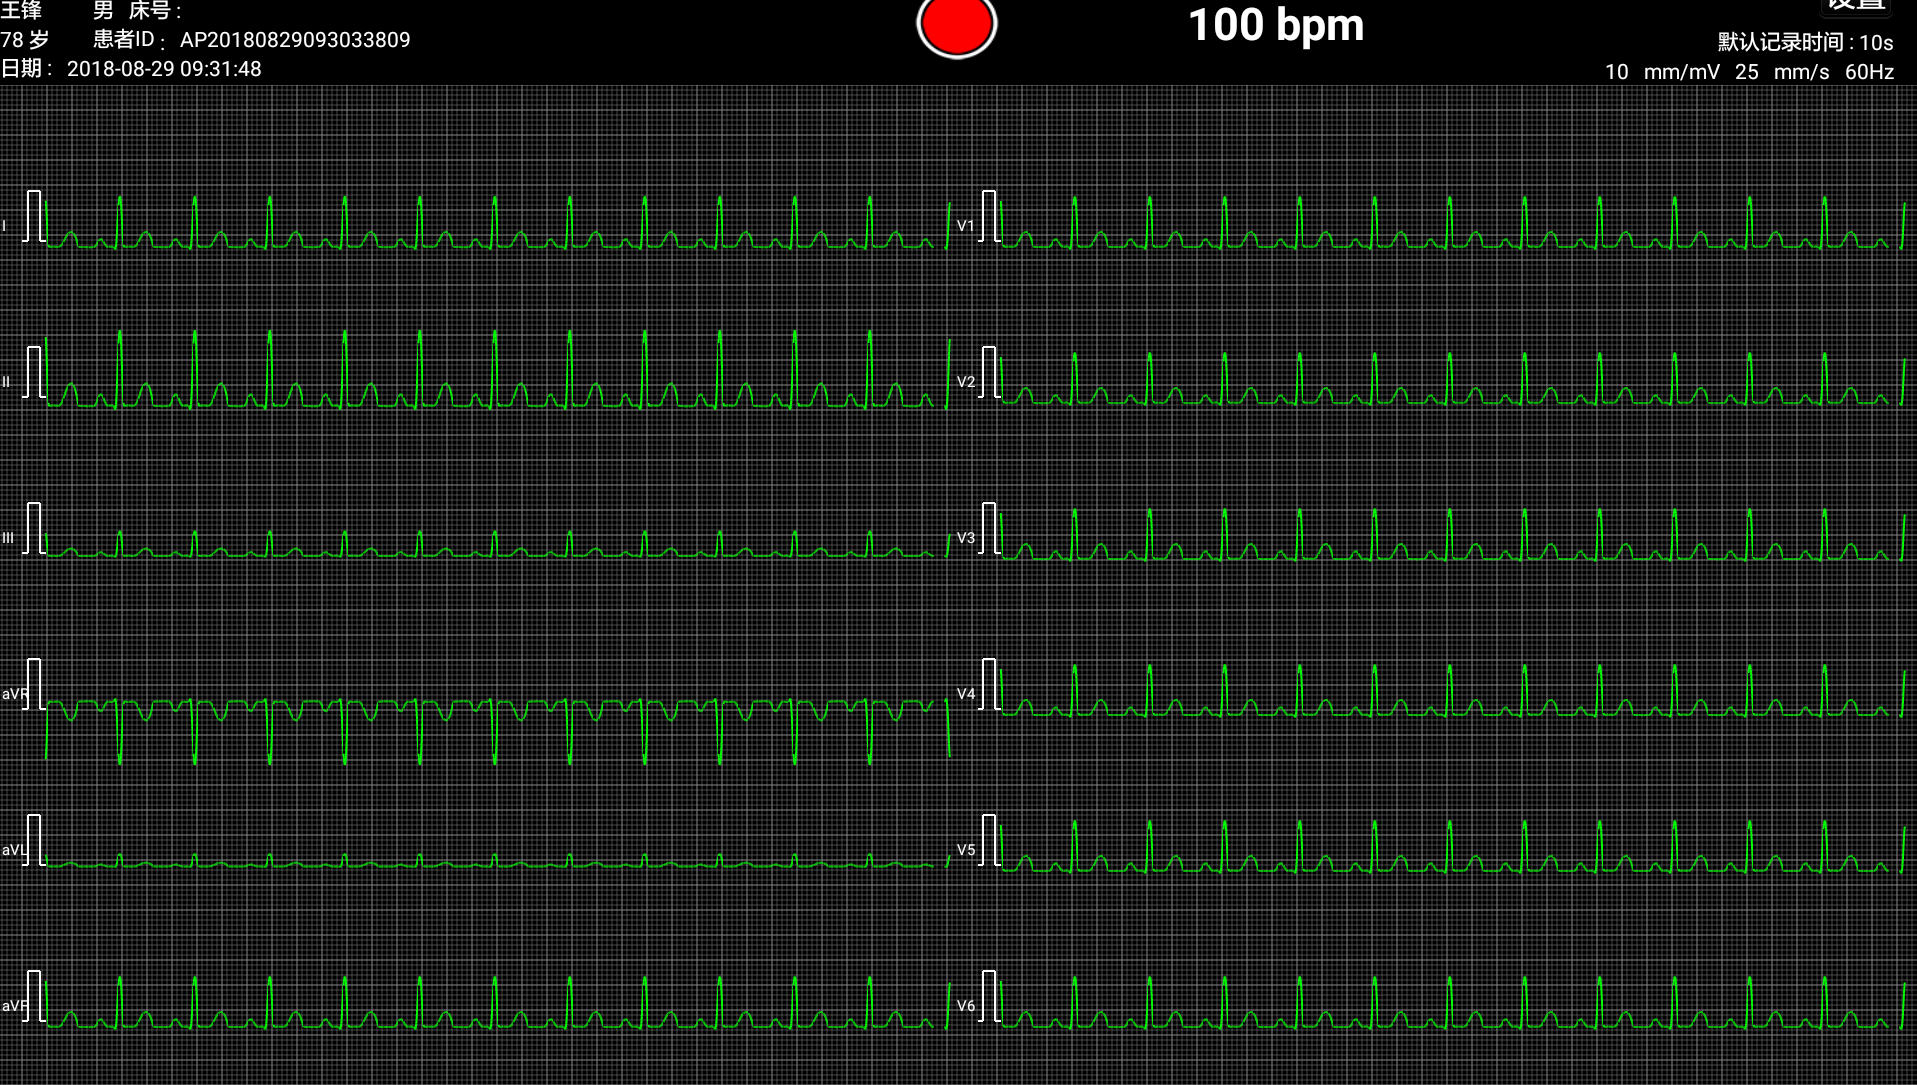 王锋 男 床号 :
78 岁 患者ID : AP20180829093033809
日期 : 2018-08-29 09:31:48
100 bpm
设置
默认记录时间 : 10s
10 mm/mV 25 mm/s 60Hz
I
V1
II
V2
III
V3
aVR
V4
aVL
V5
aVF
V6